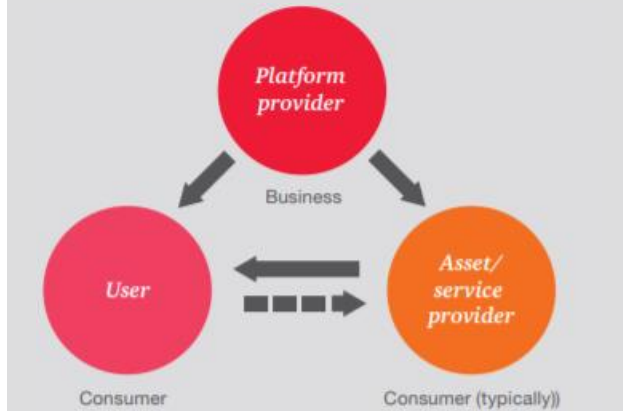 Platform
provider
Business
User
Asset/
service
provider
Consumer
Consumer (typically))